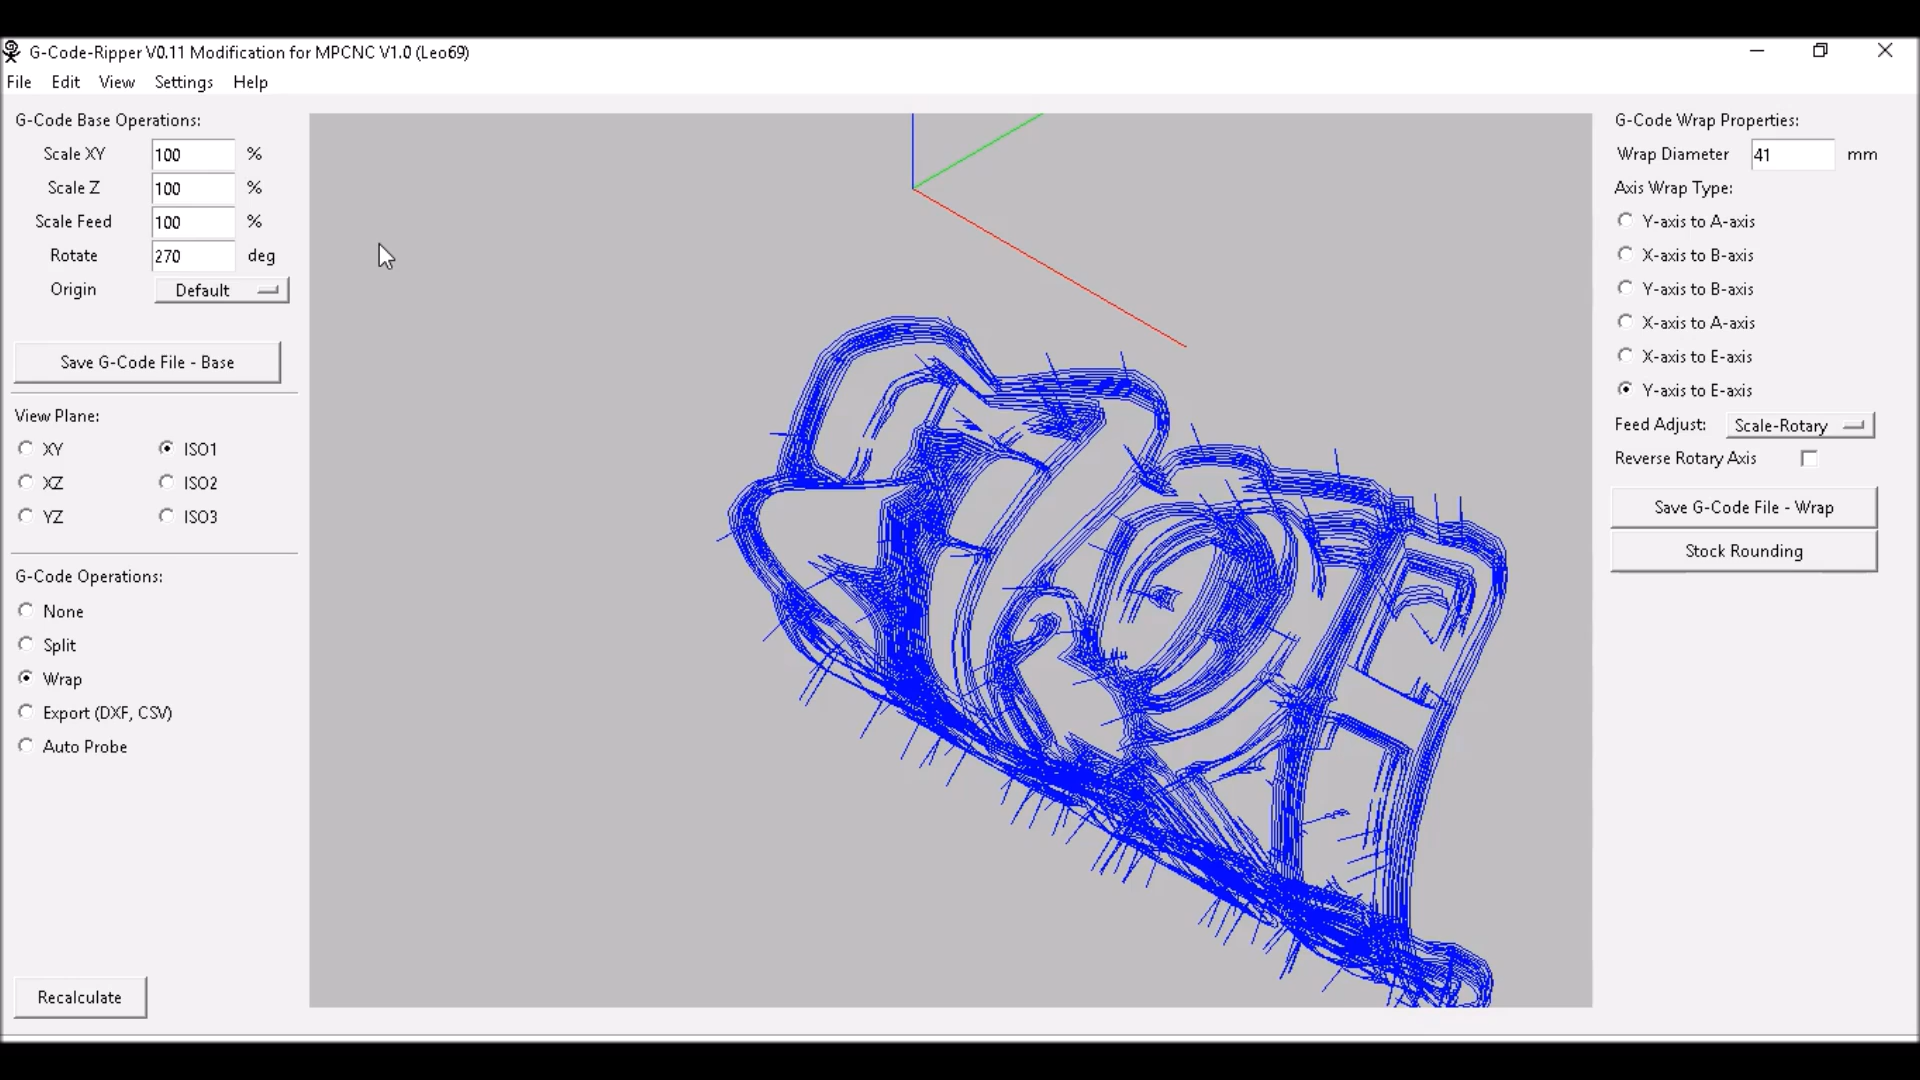 G-Code-Ripper V0.11 Modification for MPCNC V1.0 (Leo69)
File Edit View Settings Help
G-Code Base Operations:
Scale XY 100 %
Scale Z 100 %
Scale Feed 100 %
Rotate 270 deg
Origin Default
Save G-Code File - Base
View Plane:
XY ISO1
XZ ISO2
YZ ISO3
G-Code Operations:
None
Split
Wrap
Export (DXF, CSV)
Auto Probe
Recalculate
G-Code Wrap Properties:
Wrap Diameter 41 mm
Axis Wrap Type:
Y-axis to A-axis
X-axis to B-axis
Y-axis to B-axis
X-axis to A-axis
X-axis to E-axis
Y-axis to E-axis
Feed Adjust: Scale-Rotary
Reverse Rotary Axis
Save G-Code File - Wrap
Stock Rounding